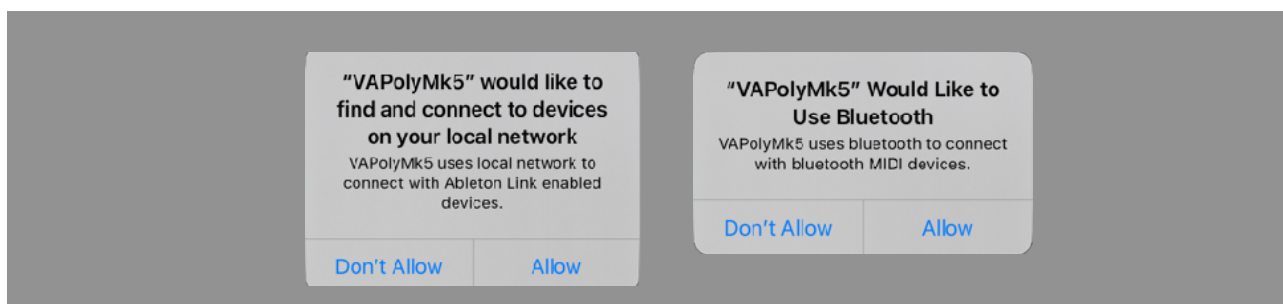 “VAPolyMk5” would like to
find and connect to devices
on your local network
VAPolyMk5 uses local network to
connect with Ableton Link enabled
devices.
Don't Allow
Allow
“VAPolyMk5” Would Like to
Use Bluetooth
VAPolyMk5 uses bluetooth to connect
with bluetooth MIDI devices.
Don't Allow
Allow